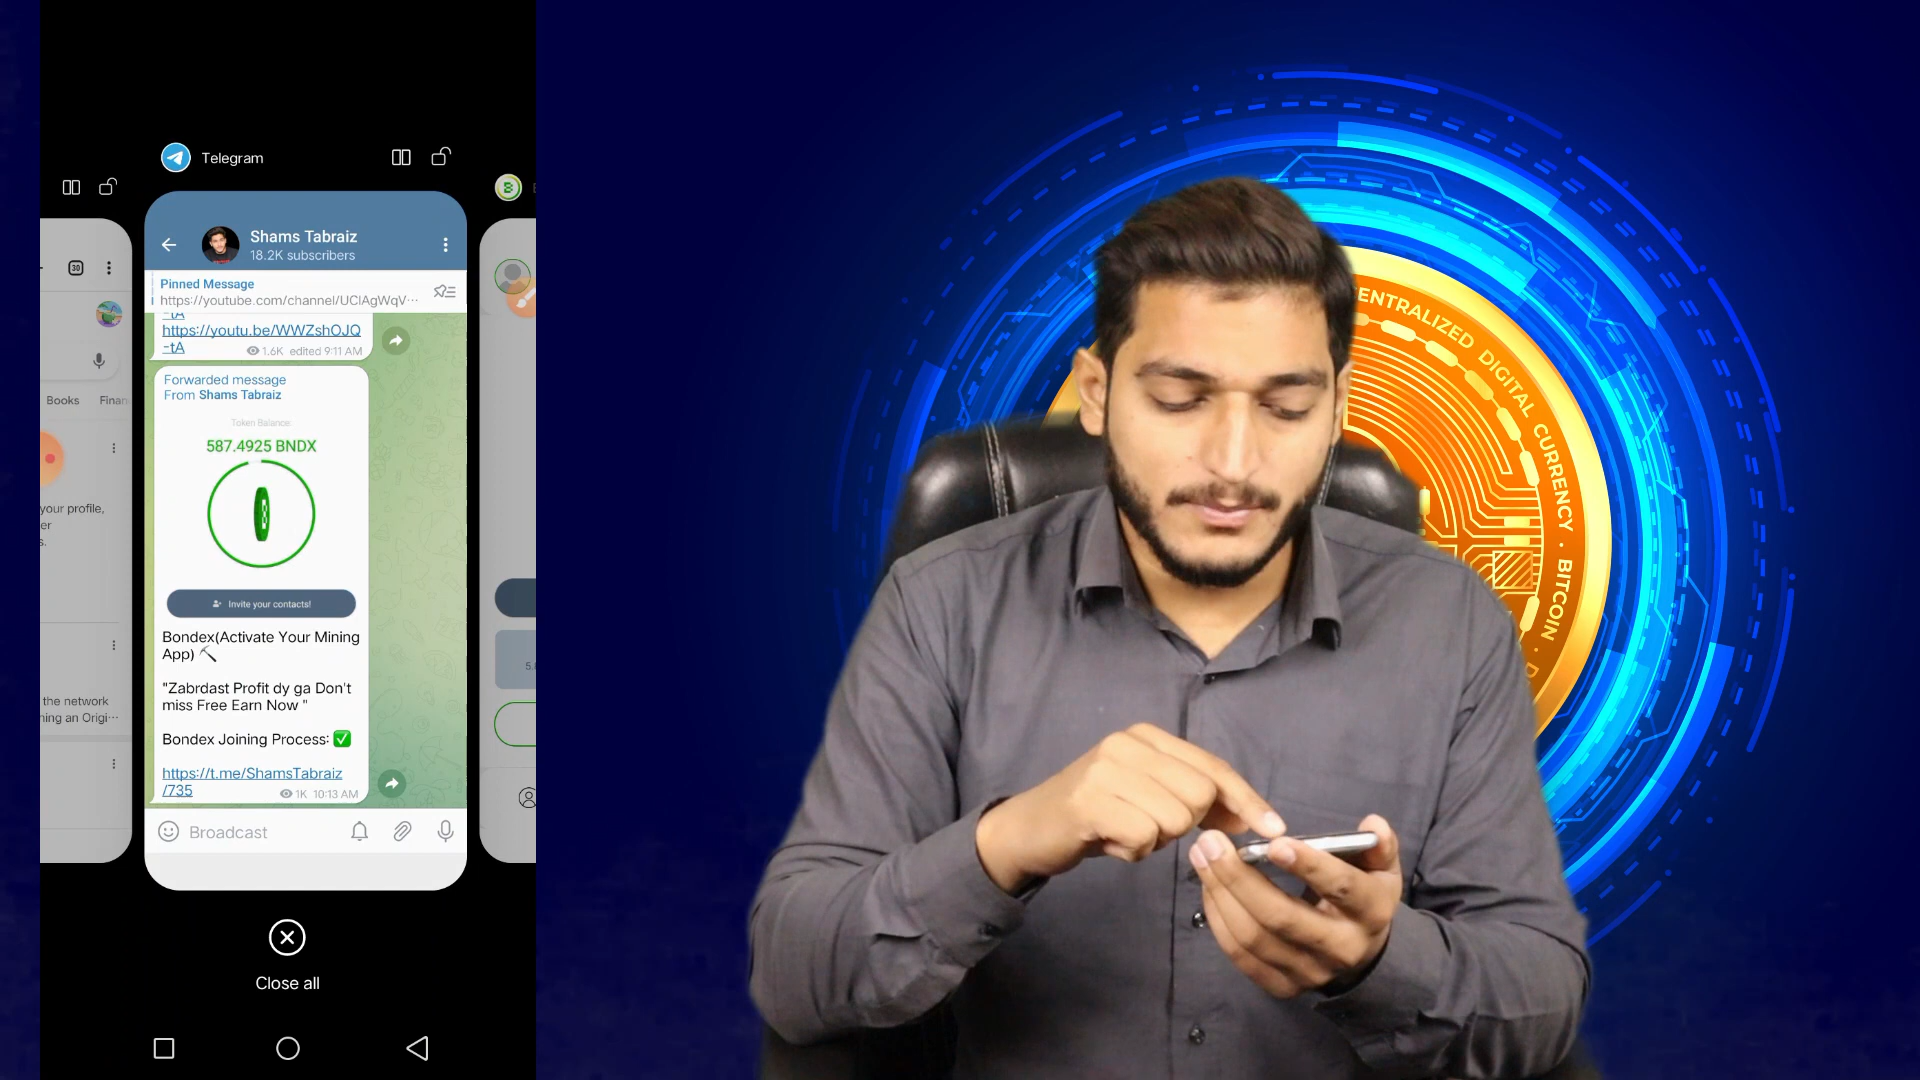 Telegram
Shams Tabraiz
18.2K subscribers
Pinned Message
https://youtube.com/channel/UClAgWqV···
-tA
https://youtu.be/WWZshOJQ
-tA
1.6K edited 9:11 AM
Forwarded message
From Shams Tabraiz
Token Balance:
587.4925 BNDX
Invite your contacts!
Bondex(Activate Your Mining
App)
"Zabrdast Profit dy ga Don't
miss Free Earn Now "
Bondex Joining Process: ✅
https://t.me/ShamsTabraiz
/735
1K 10:13 AM
Broadcast
30
Books
your profile,
the network
Close all
DIGITAL CURRENCY · BITCOIN ·